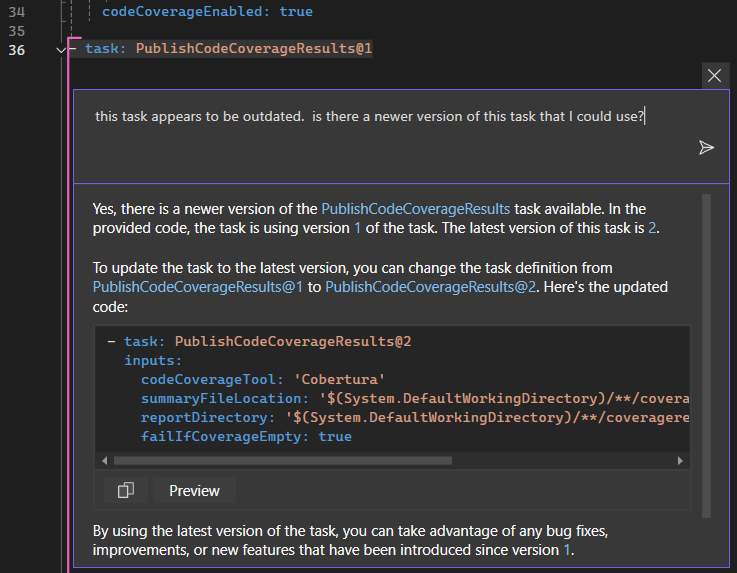 34 codeCoverageEnabled: true
35
36 - task: PublishCodeCoverageResults@1
this task appears to be outdated.  is there a newer version of this task that I could use?
Yes, there is a newer version of the PublishCodeCoverageResults task available. In the
provided code, the task is using version 1 of the task. The latest version of this task is 2.
To update the task to the latest version, you can change the task definition from
PublishCodeCoverageResults@1 to PublishCodeCoverageResults@2. Here's the updated
code:
- task: PublishCodeCoverageResults@2
inputs:
codeCoverageTool: 'Cobertura'
summaryFileLocation: '$(System.DefaultWorkingDirectory)/**/covera
reportDirectory: '$(System.DefaultWorkingDirectory)/**/coveragere
failIfCoverageEmpty: true
Preview
By using the latest version of the task, you can take advantage of any bug fixes,
improvements, or new features that have been introduced since version 1.